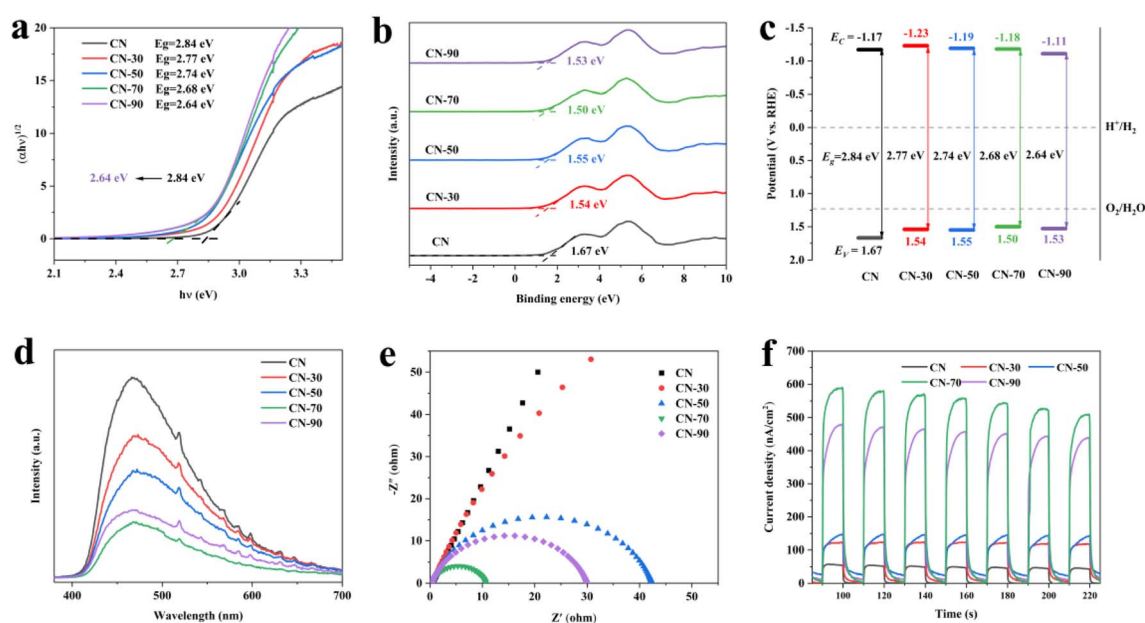 a
20
15
10
5
0
(αhν)^1/2
CN Eg=2.84 eV
CN-30 Eg=2.77 eV
CN-50 Eg=2.74 eV
CN-70 Eg=2.68 eV
CN-90 Eg=2.64 eV
2.64 eV 2.84 eV
2.1 2.4 2.7 3.0 3.3
hν (eV)
b
Intensity (a.u.)
CN-90
1.53 eV
CN-70
1.50 eV
CN-50
1.55 eV
CN-30
1.54 eV
CN
1.67 eV
-4 -2 0 2 4 6 8 10
Binding energy (eV)
c
Potential (V vs. RHE)
-1.5
-1.0
-0.5
0.0
0.5
1.0
1.5
2.0
E_C = -1.17 -1.23 -1.19 -1.18 -1.11
H⁺/H₂
E_g=2.84 eV 2.77 eV 2.74 eV 2.68 eV 2.64 eV
O₂/H₂O
E_V = 1.67 1.54 1.55 1.50 1.53
CN CN-30 CN-50 CN-70 CN-90
d
Intensity (a.u.)
CN
CN-30
CN-50
CN-70
CN-90
400 500 600 700
Wavelength (nm)
e
-Z″ (ohm)
50
40
30
20
10
0
CN
CN-30
CN-50
CN-70
CN-90
0 10 20 30 40 50
Z′ (ohm)
f
Current density (nA/cm²)
700
600
500
400
300
200
100
0
CN CN-30 CN-50
CN-70 CN-90
100 120 140 160 180 200 220
Time (s)